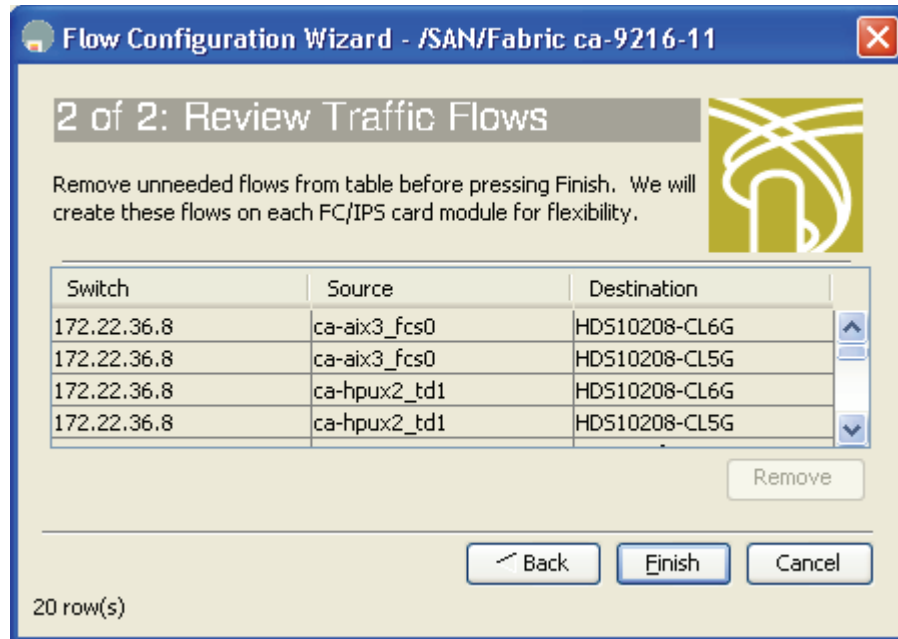 Flow Configuration Wizard - /SAN/Fabric ca-9216-11
2 of 2: Review Traffic Flows
Remove unneeded flows from table before pressing Finish. We will
create these flows on each FC/IPS card module for flexibility.
Switch Source Destination
172.22.36.8 ca-aix3_fcs0 HDS10208-CL6G
172.22.36.8 ca-aix3_fcs0 HDS10208-CL5G
172.22.36.8 ca-hpux2_td1 HDS10208-CL6G
172.22.36.8 ca-hpux2_td1 HDS10208-CL5G
Remove
Back Finish Cancel
20 row(s)